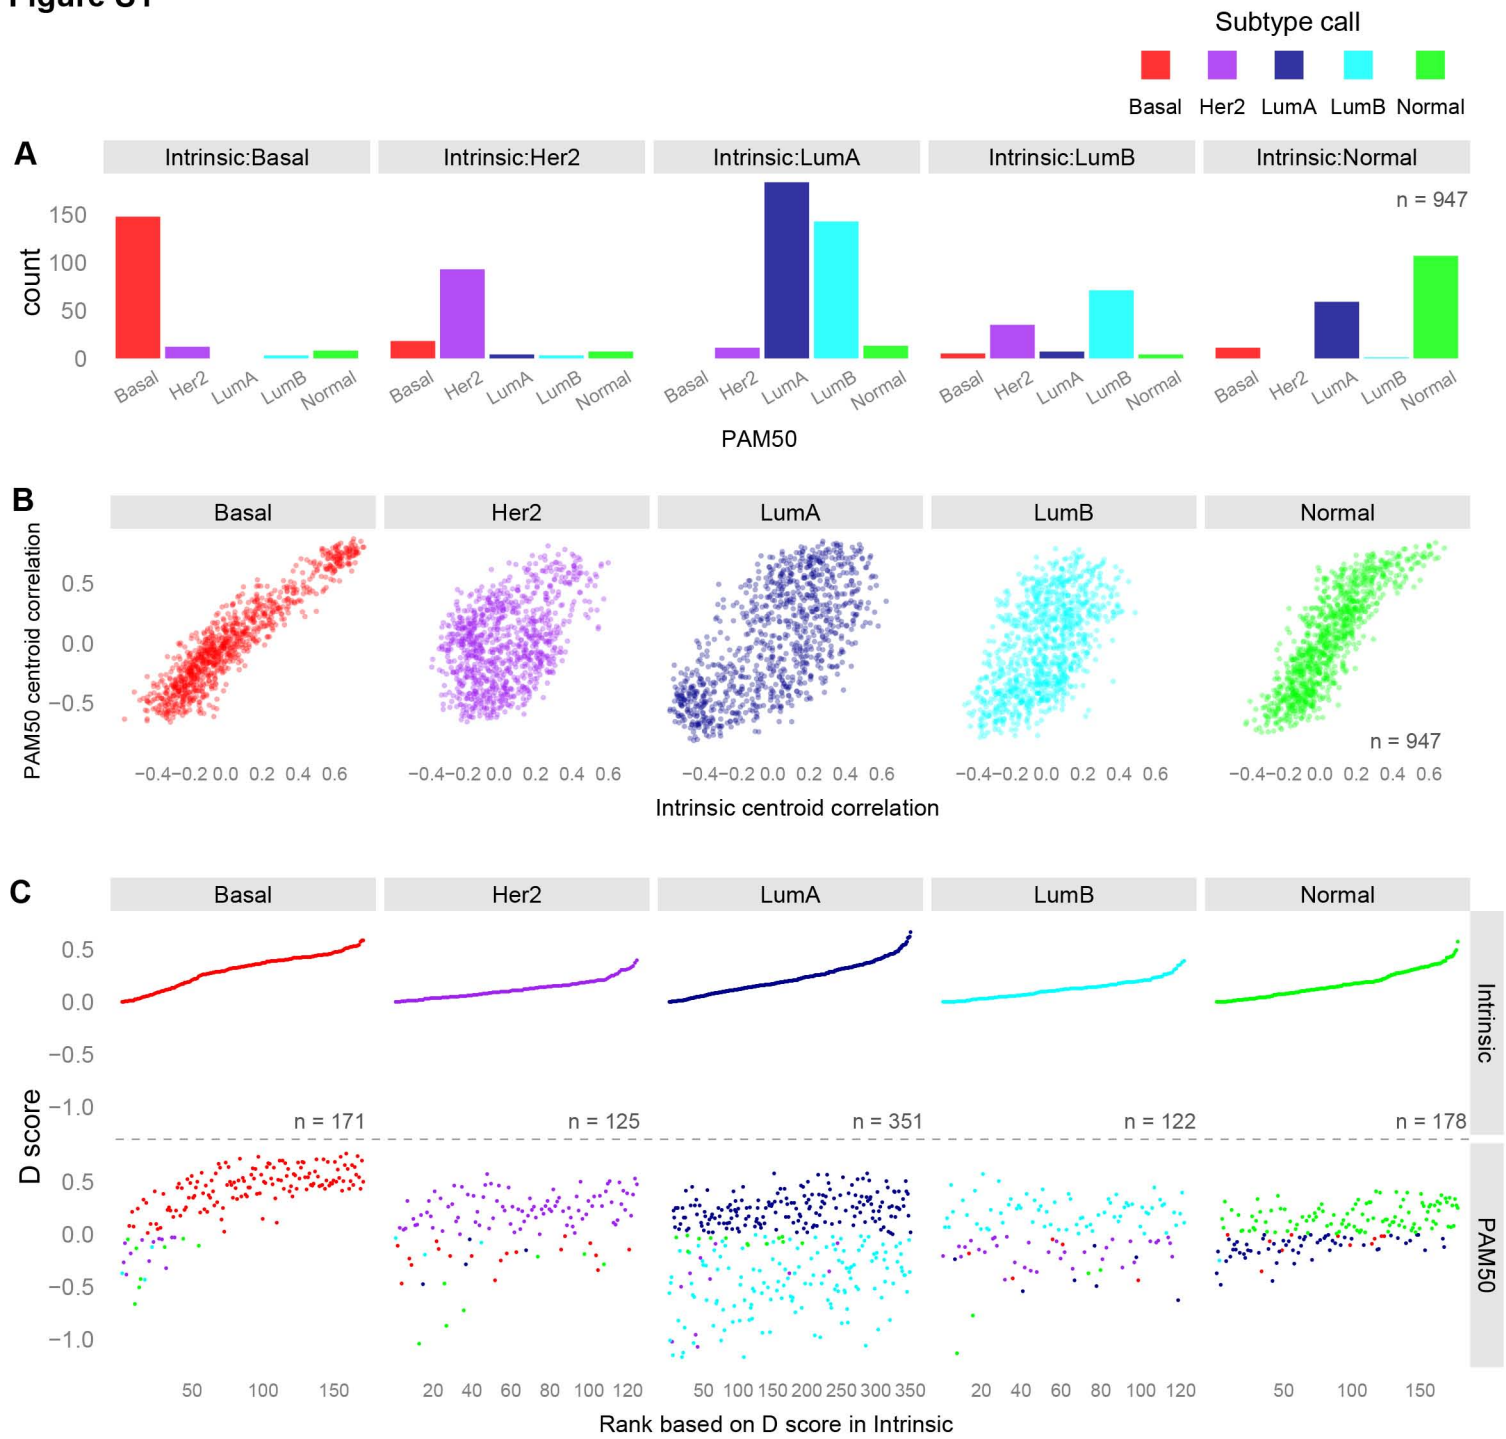 Subtype call
Basal Her2 LumA LumB Normal
A
Intrinsic:Basal Intrinsic:Her2 Intrinsic:LumA Intrinsic:LumB Intrinsic:Normal
n = 947
count
150
100
50
0
Basal Her2 LumA LumB Normal Basal Her2 LumA LumB Normal Basal Her2 LumA LumB Normal Basal Her2 LumA LumB Normal Basal Her2 LumA LumB Normal
PAM50
B
Basal Her2 LumA LumB Normal
PAM50 centroid correlation
0.5
0.0
−0.5
n = 947
−0.4 −0.2 0.0 0.2 0.4 0.6 −0.4 −0.2 0.0 0.2 0.4 0.6 −0.4 −0.2 0.0 0.2 0.4 0.6 −0.4 −0.2 0.0 0.2 0.4 0.6 −0.4 −0.2 0.0 0.2 0.4 0.6
Intrinsic centroid correlation
C
Basal Her2 LumA LumB Normal
D score
0.5
0.0
−0.5
−1.0
Intrinsic
n = 171 n = 125 n = 351 n = 122 n = 178
0.5
0.0
−0.5
−1.0
PAM50
50 100 150 20 40 60 80 100 120 50 100 150 200 250 300 350 20 40 60 80 100 120 50 100 150
Rank based on D score in Intrinsic